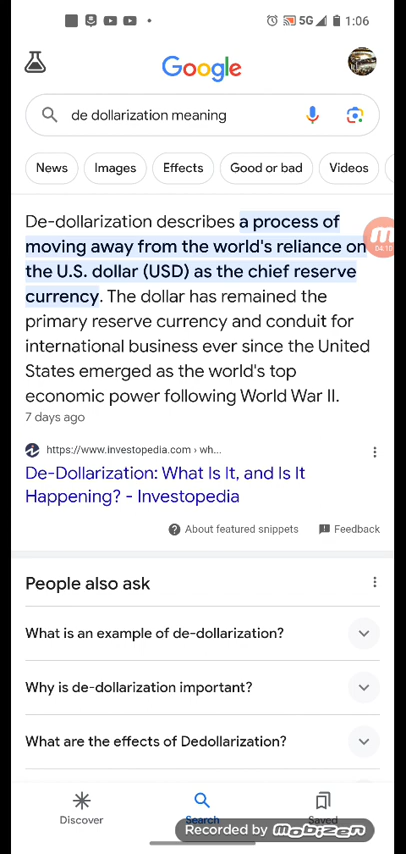 5G 1:06
Google
de dollarization meaning
News Images Effects Good or bad Videos
De-dollarization describes a process of
moving away from the world's reliance on
the U.S. dollar (USD) as the chief reserve
currency. The dollar has remained the
primary reserve currency and conduit for
international business ever since the United
States emerged as the world's top
economic power following World War II.
04:10
7 days ago
https://www.investopedia.com › wh...
De-Dollarization: What Is It, and Is It
Happening? - Investopedia
About featured snippets Feedback
People also ask
What is an example of de-dollarization?
Why is de-dollarization important?
What are the effects of Dedollarization?
Discover Search Saved
Recorded by mobizen